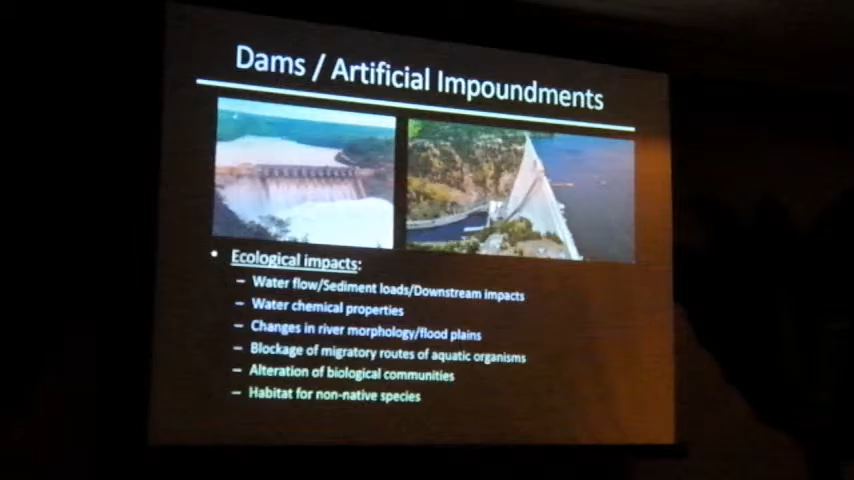 Dams / Artificial Impoundments
• Ecological impacts:
– Water flow/Sediment loads/Downstream impacts
– Water chemical properties
– Changes in river morphology/flood plains
– Blockage of migratory routes of aquatic organisms
– Alteration of biological communities
– Habitat for non-native species